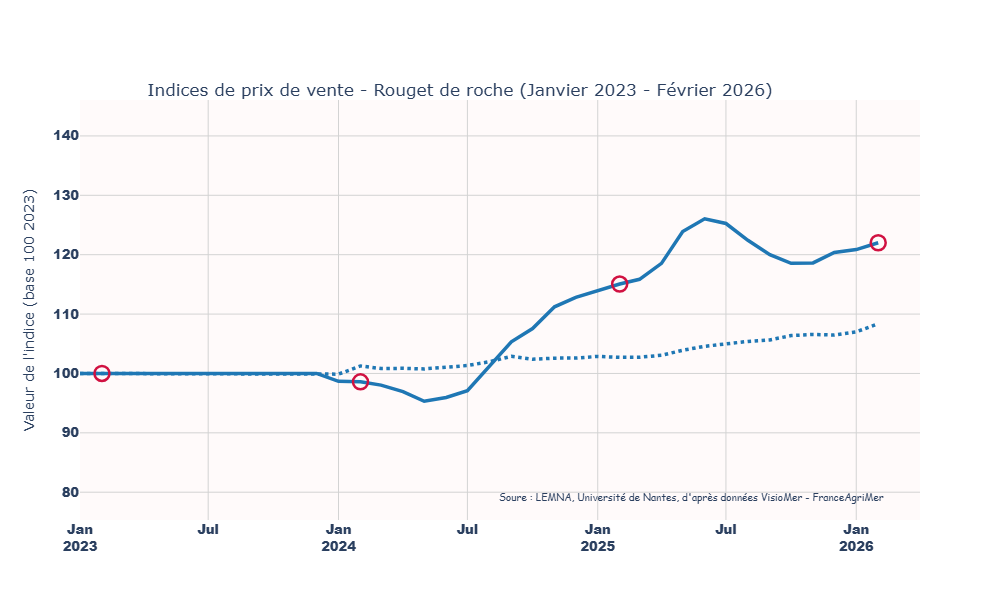 Indices de prix de vente - Rouget de roche (Janvier 2023 - Février 2026)
Valeur de l'indice (base 100 2023)
140
130
120
110
100
90
80
Soure : LEMNA, Université de Nantes, d'après données VisioMer - FranceAgriMer
Jan Jul Jan Jul Jan Jul Jan
2023 2024 2025 2026